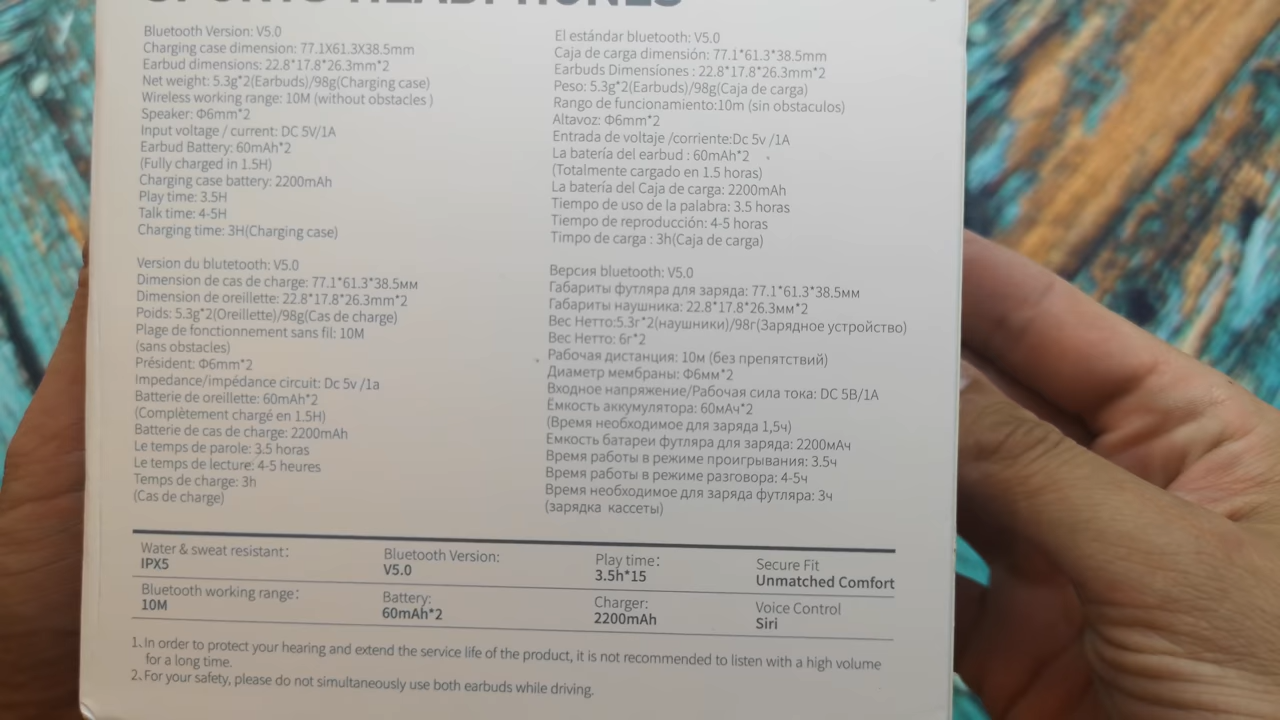 SPORTS HEADPHONES
Bluetooth Version: V5.0
Charging case dimension: 77.1X61.3X38.5mm
Earbud dimensions: 22.8*17.8*26.3mm*2
Net weight: 5.3g*2(Earbuds)/98g(Charging case)
Wireless working range: 10M (without obstacles )
Speaker: Φ6mm*2
Input voltage / current: DC 5V/1A
Earbud Battery: 60mAh*2
(Fully charged in 1.5H)
Charging case battery: 2200mAh
Play time: 3.5H
Talk time: 4-5H
Charging time: 3H(Charging case)
El estándar bluetooth: V5.0
Caja de carga dimensión: 77.1*61.3*38.5mm
Earbuds Dimensiones : 22.8*17.8*26.3mm*2
Peso: 5.3g*2(Earbuds)/98g(Caja de carga)
Rango de funcionamiento:10m (sin obstaculos)
Altavoz: Φ6mm*2
Entrada de voltaje /corriente:Dc 5v /1A
La batería del earbud : 60mAh*2
(Totalmente cargado en 1.5 horas)
La batería del Caja de carga: 2200mAh
Tiempo de uso de la palabra: 3.5 horas
Tiempo de reproducción: 4-5 horas
Timpo de carga : 3h(Caja de carga)
Version du blutetooth: V5.0
Dimension de cas de charge: 77.1*61.3*38.5мм
Dimension de oreillette: 22.8*17.8*26.3mm*2
Poids: 5.3g*2(Oreillette)/98g(Cas de charge)
Plage de fonctionnement sans fil: 10M
(sans obstacles)
Président: Φ6mm*2
Impedance/impédance circuit: Dc 5v /1a
Batterie de oreillette: 60mAh*2
(Complètement chargé en 1.5H)
Batterie de cas de charge: 2200mAh
Le temps de parole: 3.5 horas
Le temps de lecture: 4-5 heures
Temps de charge: 3h
(Cas de charge)
Версия bluetooth: V5.0
Габариты футляра для заряда: 77.1*61.3*38.5мм
Габариты наушника: 22.8*17.8*26.3мм*2
Вес Нетто:5.3г*2(наушники)/98г(Зарядное устройство)
Вес Нетто: 6г*2
Рабочая дистанция: 10м (без препятствий)
Диаметр мембраны: Φ6мм*2
Входное напряжение/Рабочая сила тока: DC 5В/1А
Ёмкость аккумулятора: 60мАч*2
(Время необходимое для заряда 1,5ч)
Емкость батареи футляра для заряда: 2200мАч
Время работы в режиме проигрывания: 3.5ч
Время работы в режиме разговора: 4-5ч
Время необходимое для заряда футляра: 3ч
(зарядка кассеты)
Water & sweat resistant:
IPX5
Bluetooth Version:
V5.0
Play time:
3.5h*15
Secure Fit
Unmatched Comfort
Bluetooth working range:
10M
Battery:
60mAh*2
Charger:
2200mAh
Voice Control
Siri
1. In order to protect your hearing and extend the service life of the product, it is not recommended to listen with a high volume
for a long time.
2. For your safety, please do not simultaneously use both earbuds while driving.